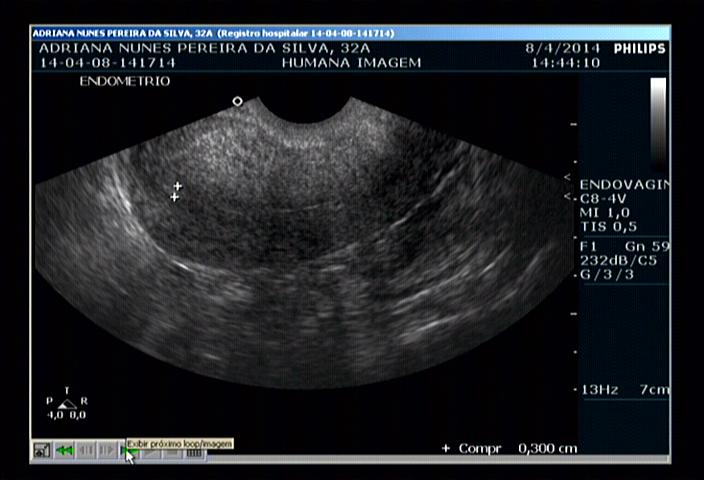 ADRIANA NUNES PEREIRA DA SILVA, 32A (Registro hospitalar 14-04-08-141714)
ADRIANA NUNES PEREIRA DA SILVA, 32A 8/4/2014 PHILIPS
14-04-08-141714 HUMANA IMAGEM 14:44:10
ENDOMETRIO
ENDOVAGIN
C8-4V
MI 1,0
TIS 0,5
F1 Gn 59
232dB/C5
G/3/3
T
P R
4,0 8,0
13Hz 7cm
Exibir próximo loop/imagem
+ Compr 0,300 cm